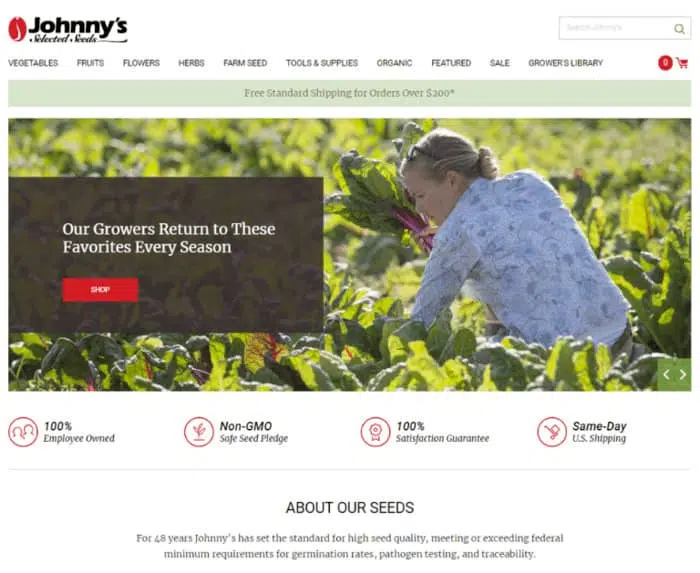 Johnny's
Selected Seeds
Search Johnny's
VEGETABLES FRUITS FLOWERS HERBS FARM SEED TOOLS & SUPPLIES ORGANIC FEATURED SALE GROWER'S LIBRARY 0
Free Standard Shipping for Orders Over $200*
Our Growers Return to These
Favorites Every Season
SHOP
100%
Employee Owned
Non-GMO
Safe Seed Pledge
100%
Satisfaction Guarantee
Same-Day
U.S. Shipping
ABOUT OUR SEEDS
For 48 years Johnny's has set the standard for high seed quality, meeting or exceeding federal
minimum requirements for germination rates, pathogen testing, and traceability.